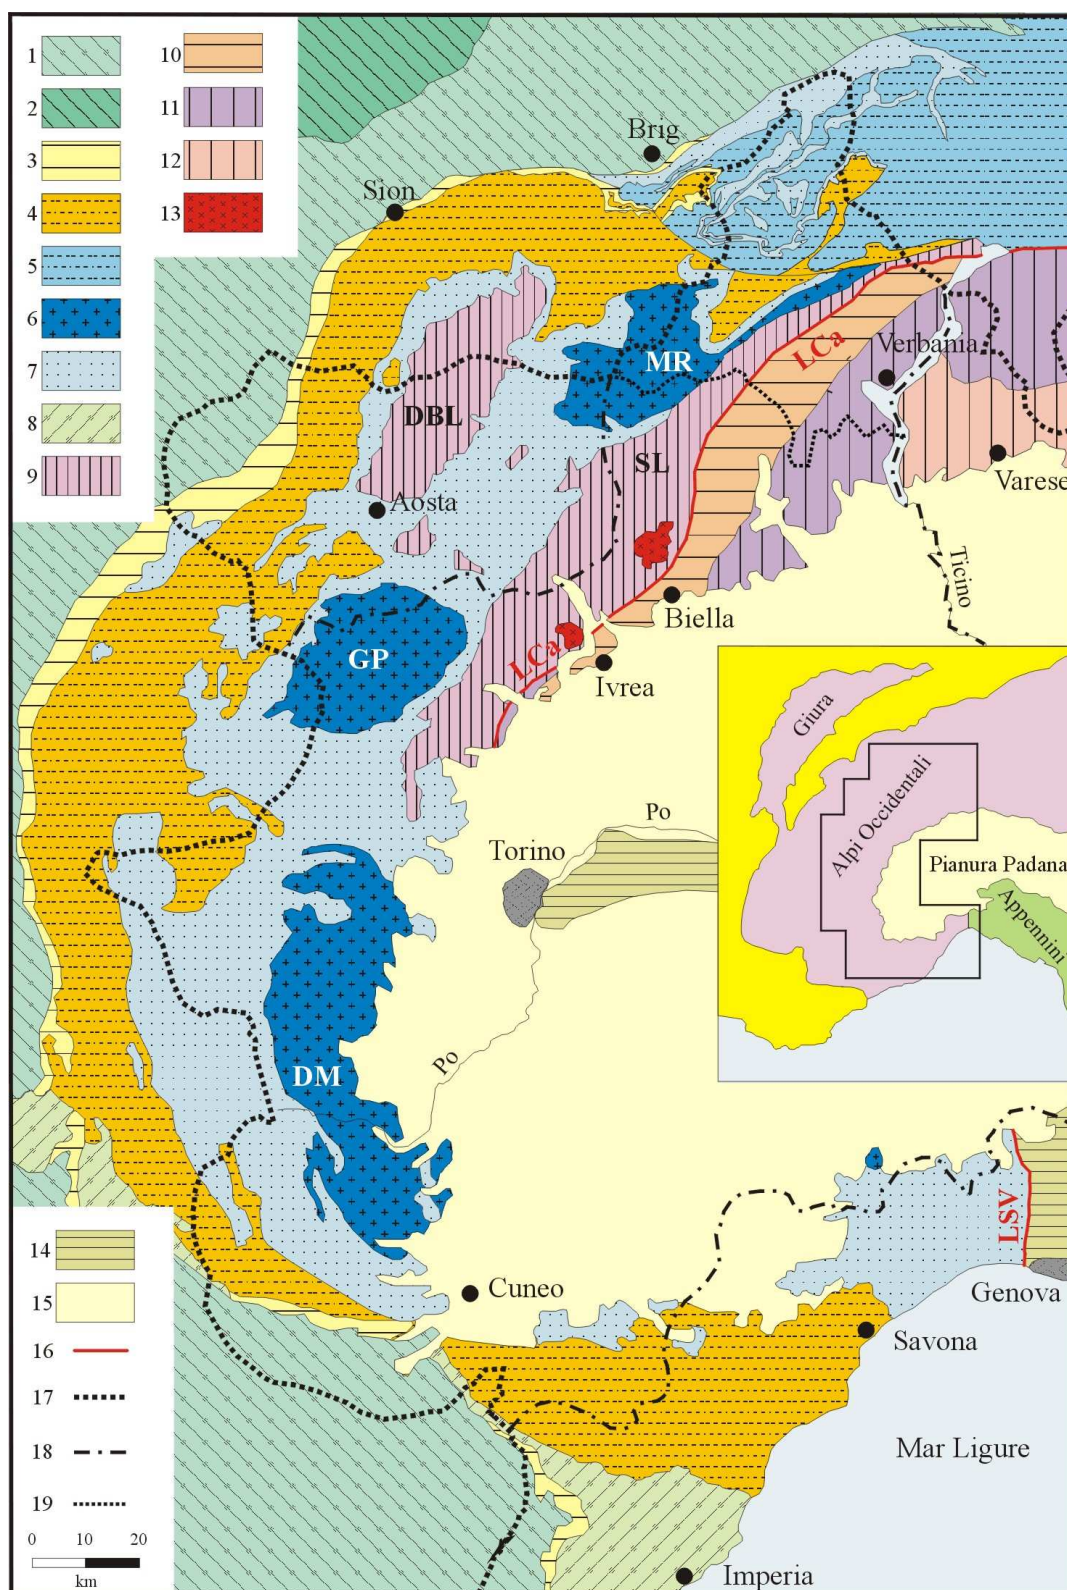 1
2
3
4
5
6
7
8
9
10
11
12
13
Brig
Sion
Verbania
LCa
MR
DBL
SL
Varese
Aosta
Ticino
Biella
GP
LCa
Ivrea
Giura
Alpi Occidentali
Pianura Padana
Appennini
Po
Torino
Po
DM
LSV
14
15
16
17
18
19
Cuneo
Genova
Savona
Mar Ligure
0 10 20
km
Imperia